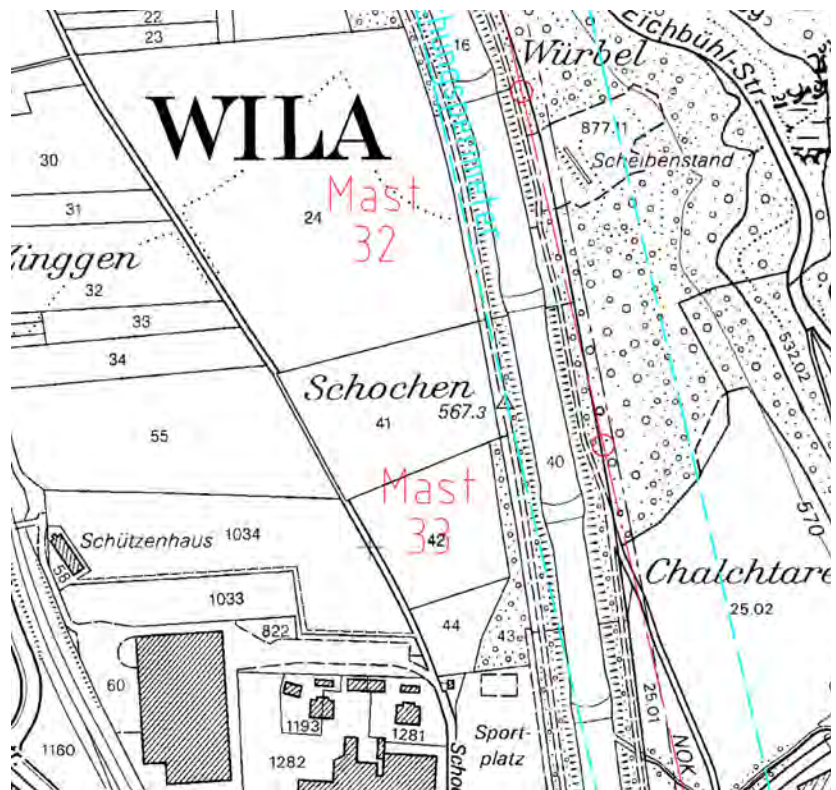 22
23
16
Würbel
Eichbühl-Str.
WILA
877.11
Scheibenstand
30
Mast
32
24
31
32
33
34
532.02
Schochen
567.3
41
55
40
Mast
33
42
570
Schützenhaus
1034
58
Chalchtare
1033
25.02
822
44
43
60
25.01
1193
1281
Sport-
platz
NOK
1160
1282